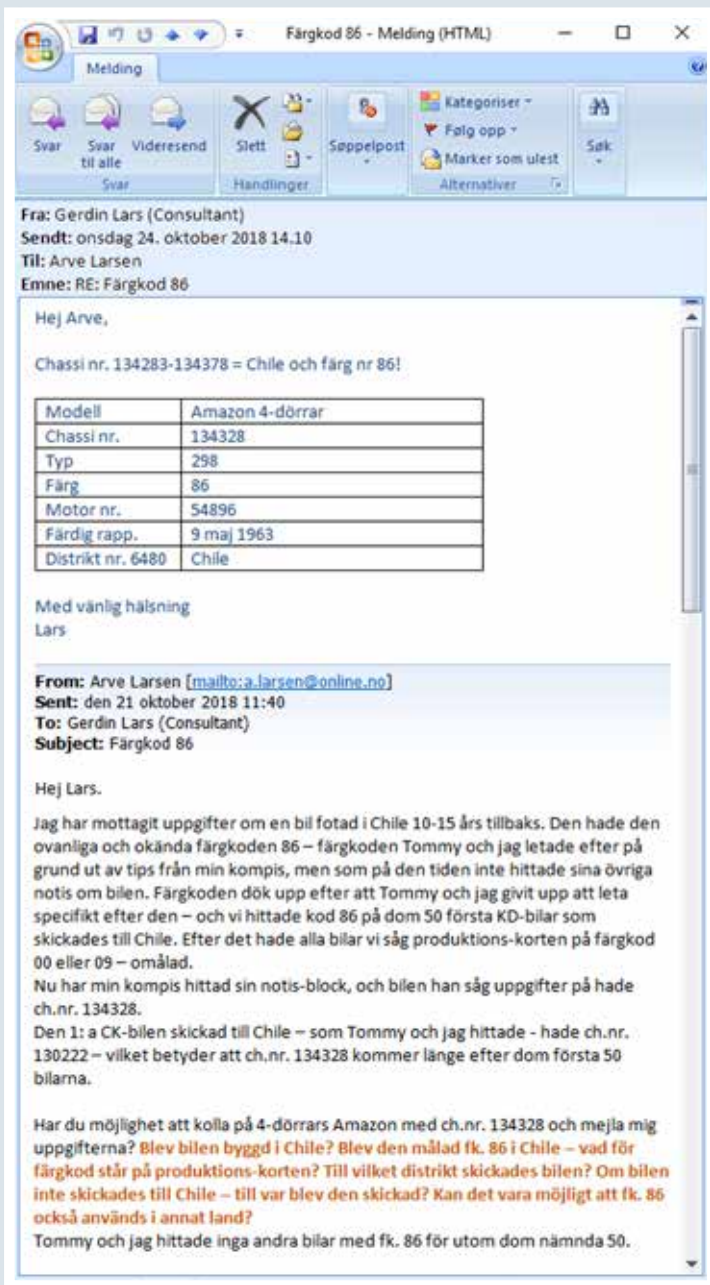 Färgkod 86 - Melding (HTML)
Melding
Svar
Svar til alle
Videresend
Slett
Søppelpost
Kategoriser
Følg opp
Marker som ulest
Søk
Svar
Handlinger
Alternativer
Fra: Gerdin Lars (Consultant)
Sendt: onsdag 24. oktober 2018 14.10
Til: Arve Larsen
Emne: RE: Färgkod 86
Hej Arve,
Chassi nr. 134283-134378 = Chile och färg nr 86!
Modell Amazon 4-dörrar
Chassi nr. 134328
Typ 298
Färg 86
Motor nr. 54896
Färdig rapp. 9 maj 1963
Distrikt nr. 6480 Chile
Med vänlig hälsning
Lars
From: Arve Larsen [mailto:a.larsen@online.no]
Sent: den 21 oktober 2018 11:40
To: Gerdin Lars (Consultant)
Subject: Färgkod 86
Hej Lars.
Jag har mottagit uppgifter om en bil fotad i Chile 10-15 års tillbaks. Den hade den
ovanliga och okända färgkoden 86 – färgkoden Tommy och jag letade efter på
grund ut av tips från min kompis, men som på den tiden inte hittade sina övriga
notis om bilen. Färgkoden dök upp efter att Tommy och jag givit upp att leta
specifikt efter den – och vi hittade kod 86 på dom 50 första KD-bilar som
skickades till Chile. Efter det hade alla bilar vi såg produktions-korten på färgkod
00 eller 09 – omålad.
Nu har min kompis hittad sin notis-block, och bilen han såg uppgifter på hade
ch.nr. 134328.
Den 1: a CK-bilen skickad till Chile – som Tommy och jag hittade - hade ch.nr.
130222 – vilket betyder att ch.nr. 134328 kommer länge efter dom första 50
bilarna.
Har du möjlighet att kolla på 4-dörrars Amazon med ch.nr. 134328 och mejla mig
uppgifterna? Blev bilen byggd i Chile? Blev den målad fk. 86 i Chile – vad för
färgkod står på produktions-korten? Till vilket distrikt skickades bilen? Om bilen
inte skickades till Chile – till var blev den skickad? Kan det vara möjligt att fk. 86
också används i annat land?
Tommy och jag hittade inga andra bilar med fk. 86 för utom dom nämnda 50.